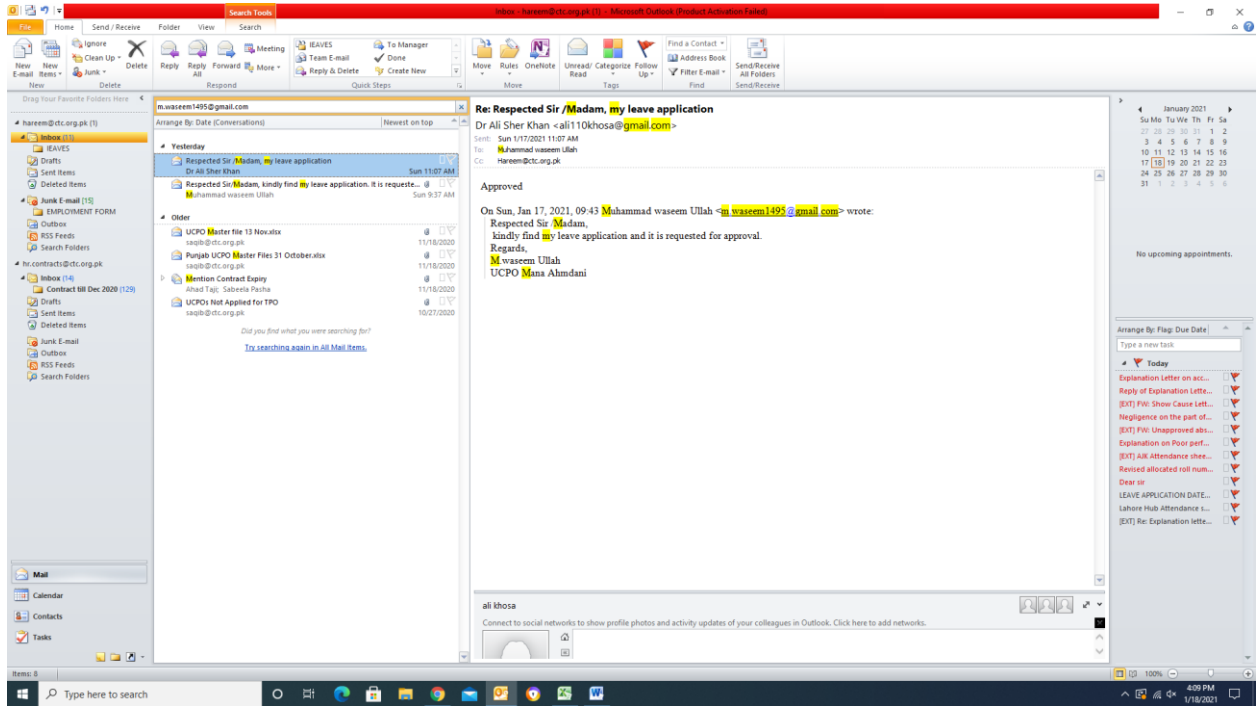 Search Tools
Inbox - hareem@ctc.org.pk (1) - Microsoft Outlook (Product Activation Failed)
File Home Send / Receive Folder View Search
New E-mail
New Items
New
Ignore
Clean Up
Junk
Delete
Delete
Reply
Reply All
Forward
Meeting
More
Respond
lEAVES
Team E-mail
Reply & Delete
To Manager
Done
Create New
Quick Steps
Move
Rules
OneNote
Move
Unread/ Read
Categorize
Follow Up
Tags
Find a Contact
Address Book
Filter E-mail
Find
Send/Receive All Folders
Send/Receive
Drag Your Favorite Folders Here
hareem@ctc.org.pk (1)
Inbox (11)
lEAVES
Drafts
Sent Items
Deleted Items
Junk E-mail [15]
EMPLOYMENT FORM
Outbox
RSS Feeds
Search Folders
hr.contracts@ctc.org.pk
Inbox (14)
Contract till Dec 2020 (129)
Drafts
Sent Items
Deleted Items
Junk E-mail
Outbox
RSS Feeds
Search Folders
Mail
Calendar
Contacts
Tasks
m.waseem1495@gmail.com
Arrange By: Date (Conversations) Newest on top
Yesterday
Respected Sir /Madam, my leave application
Dr Ali Sher Khan Sun 11:07 AM
Respected Sir/Madam, kindly find my leave application. It is requeste...
Muhammad waseem Ullah Sun 9:37 AM
Older
UCPO Master file 13 Nov.xlsx
saqib@ctc.org.pk 11/18/2020
Punjab UCPO Master Files 31 October.xlsx
saqib@ctc.org.pk 11/18/2020
Mention Contract Expiry
Ahad Taji; Sabeela Pasha 11/18/2020
UCPOs Not Applied for TPO
saqib@ctc.org.pk 10/27/2020
Did you find what you were searching for?
Try searching again in All Mail Items.
Re: Respected Sir /Madam, my leave application
Dr Ali Sher Khan <ali110khosa@gmail.com>
Sent: Sun 1/17/2021 11:07 AM
To: Muhammad waseem Ullah
Cc: Hareem@ctc.org.pk
Approved
On Sun, Jan 17, 2021, 09:43 Muhammad waseem Ullah <m.waseem1495@gmail.com> wrote:
Respected Sir /Madam,
kindly find my leave application and it is requested for approval.
Regards,
M.waseem Ullah
UCPO Mana Ahmdani
ali khosa
Connect to social networks to show profile photos and activity updates of your colleagues in Outlook. Click here to add networks.
January 2021
Su Mo Tu We Th Fr Sa
27 28 29 30 31 1 2
3 4 5 6 7 8 9
10 11 12 13 14 15 16
17 18 19 20 21 22 23
24 25 26 27 28 29 30
31 1 2 3 4 5 6
No upcoming appointments.
Arrange By: Flag: Due Date
Type a new task
Today
Explanation Letter on acc...
Reply of Explanation Lette...
[EXT] FW: Show Cause Lett...
Negligence on the part of...
[EXT] FW: Unapproved abs...
Explanation on Poor perf...
[EXT] AJK Attendance shee...
Revised allocated roll num...
Dear sir
LEAVE APPLICATION DATE...
Lahore Hub Attendance s...
[EXT] Re: Explanation lette...
Items: 8
100%
Type here to search
4:09 PM
1/18/2021